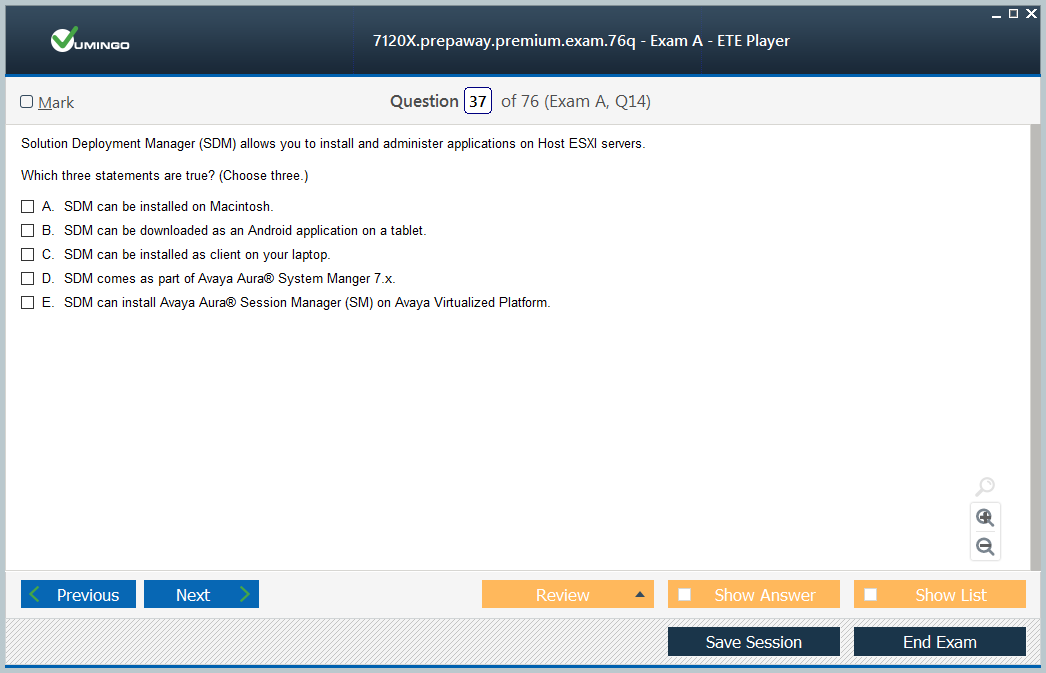 VUMINGO
7120X.prepaway.premium.exam.76q - Exam A - ETE Player
Mark
Question 37 of 76 (Exam A, Q14)
Solution Deployment Manager (SDM) allows you to install and administer applications on Host ESXI servers.
Which three statements are true? (Choose three.)
A. SDM can be installed on Macintosh.
B. SDM can be downloaded as an Android application on a tablet.
C. SDM can be installed as client on your laptop.
D. SDM comes as part of Avaya Aura® System Manger 7.x.
E. SDM can install Avaya Aura® Session Manager (SM) on Avaya Virtualized Platform.
Previous
Next
Review
Show Answer
Show List
Save Session
End Exam